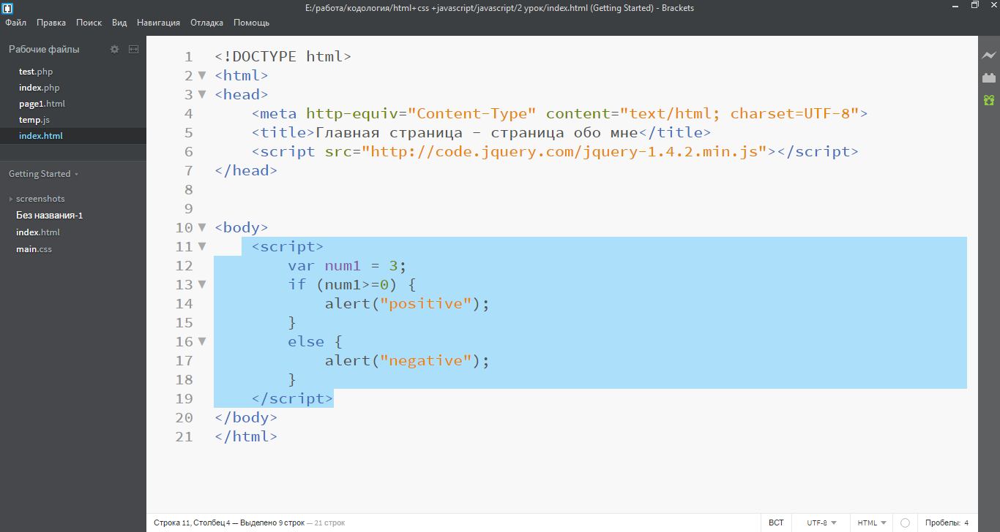 E:/работа/кодология/html+css +javascript/javascript/2 урок/index.html (Getting Started) - Brackets
Файл Правка Поиск Вид Навигация Отладка Помощь
Рабочие файлы
test.php
index.php
page1.html
temp.js
index.html
Getting Started
screenshots
Без названия-1
index.html
main.css
1 <!DOCTYPE html>
2 <html>
3 <head>
4     <meta http-equiv="Content-Type" content="text/html; charset=UTF-8">
5     <title>Главная страница - страница обо мне</title>
6     <script src="http://code.jquery.com/jquery-1.4.2.min.js"></script>
7 </head>
8
9
10 <body>
11     <script>
12         var num1 = 3;
13         if (num1>=0) {
14             alert("positive");
15         }
16         else {
17             alert("negative");
18         }
19     </script>
20 </body>
21 </html>
Строка 11, Столбец 4 — Выделено 9 строк — 21 строк ВСТ UTF-8 HTML Пробелы: 4